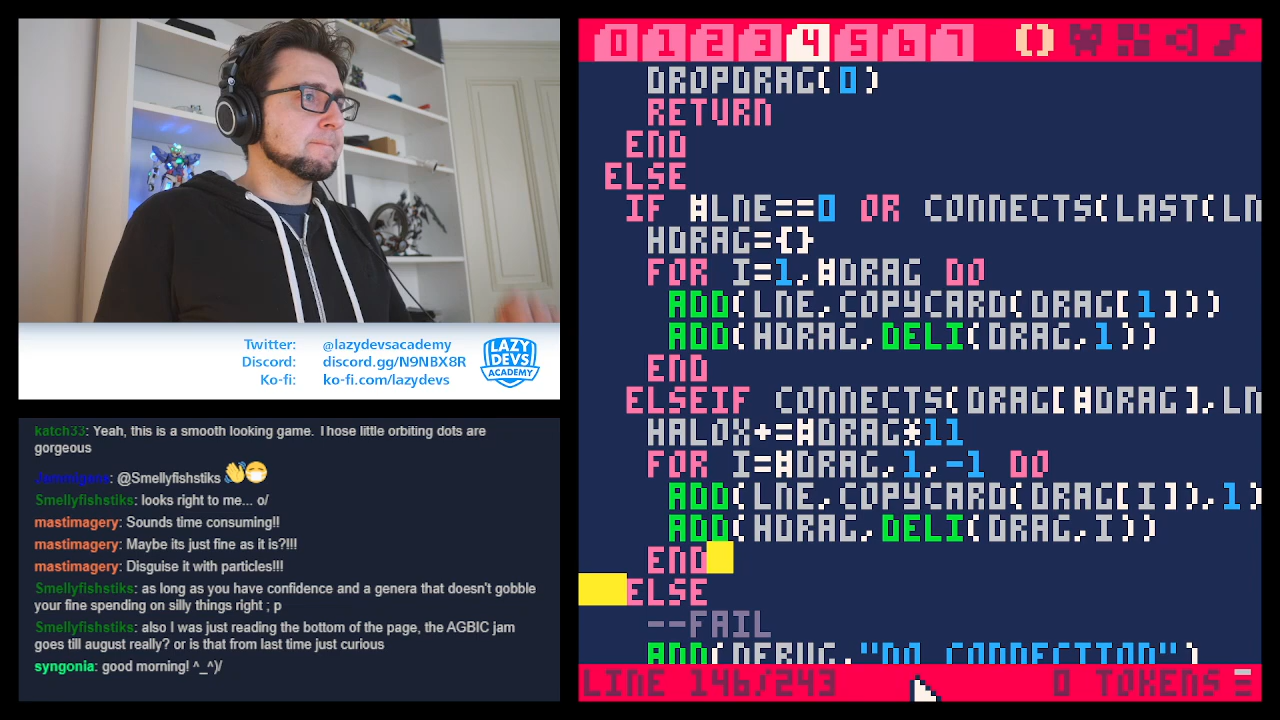 Twitter: @lazydevsacademy
Discord: discord.gg/N9NBX8R
Ko-fi: ko-fi.com/lazydevs
LAZY
DEVS
ACADEMY
katch33: Yeah, this is a smooth looking game. Those little orbiting dots are
gorgeous
@Smellyfishstiks 👏😷
Smellyfishstiks: looks right to me... o/
mastimagery: Sounds time consuming!!
mastimagery: Maybe its just fine as it is?!!!
mastimagery: Disguise it with particles!!!
Smellyfishstiks: as long as you have confidence and a genera that doesn't gobble
your fine spending on silly things right ; p
Smellyfishstiks: also I was just reading the bottom of the page, the AGBIC jam
goes till august really? or is that from last time just curious
syngonia: good morning! ^_^)/
0 1 2 3 4 5 6 7 ()
DROPDRAG(0)
RETURN
END
ELSE
IF #LNE==0 OR CONNECTS(LAST(LN
HDRAG={}
FOR I=1,#DRAG DO
ADD(LNE,COPYCARD(DRAG[1]))
ADD(HDRAG,DELI(DRAG,1))
END
ELSEIF CONNECTS(DRAG[#DRAG],LN
HALOX+=#DRAG*11
FOR I=#DRAG,1,-1 DO
ADD(LNE,COPYCARD(DRAG[I]),1)
ADD(HDRAG,DELI(DRAG,I))
END
ELSE
--FAIL
ADD(DEBUG,"NO CONNECTION")
LINE 146/243 0 TOKENS